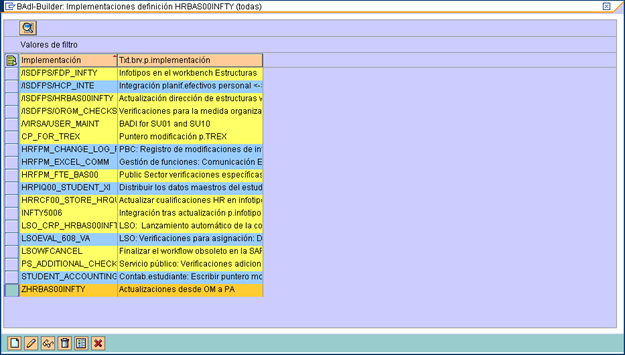 BAdI-Builder: Implementaciones definición HRBAS00INFTY (todas)
Valores de filtro
Implementación Txt.brv.p.implementación
/ISDFPS/FDP_INFTY Infotipos en el workbench Estructuras
/ISDFPS/HCP_INTE Integración planif.efectivos personal <-
/ISDFPS/HRBAS00INFTY Actualización dirección de estructuras v
/ISDFPS/ORGM_CHECKS Verificaciones para la medida organiza
/VIRSA/USER_MAINT BADI for SU01 and SU10
CP_FOR_TREX Puntero modificación p.TREX
HRFPM_CHANGE_LOG_ PBC: Registro de modificaciones de in
HRFPM_EXCEL_COMM Gestión de funciones: Comunicación E
HRFPM_FTE_BAS00 Public Sector verificaciones específicas
HRPIQ00_STUDENT_XI Distribuir los datos maestros del estud
HRRCF00_STORE_HRQU Actualizar cualificaciones HR en infotip
INFTY5006 Integración tras actualización p.infotipo
LSO_CRP_HRBAS00INFT LSO: Lanzamiento automático de la co
LSOEVAL_608_VA LSO: Verificaciones para asignación: D
LSOWFCANCEL Finalizar el workflow obsoleto en la SAP
PS_ADDITIONAL_CHECK Servicio público: Verificaciones adicion
STUDENT_ACCOUNTING Contab.estudiante: Escribir puntero mo
ZHRBAS00INFTY Actualizaciones desde OM a PA